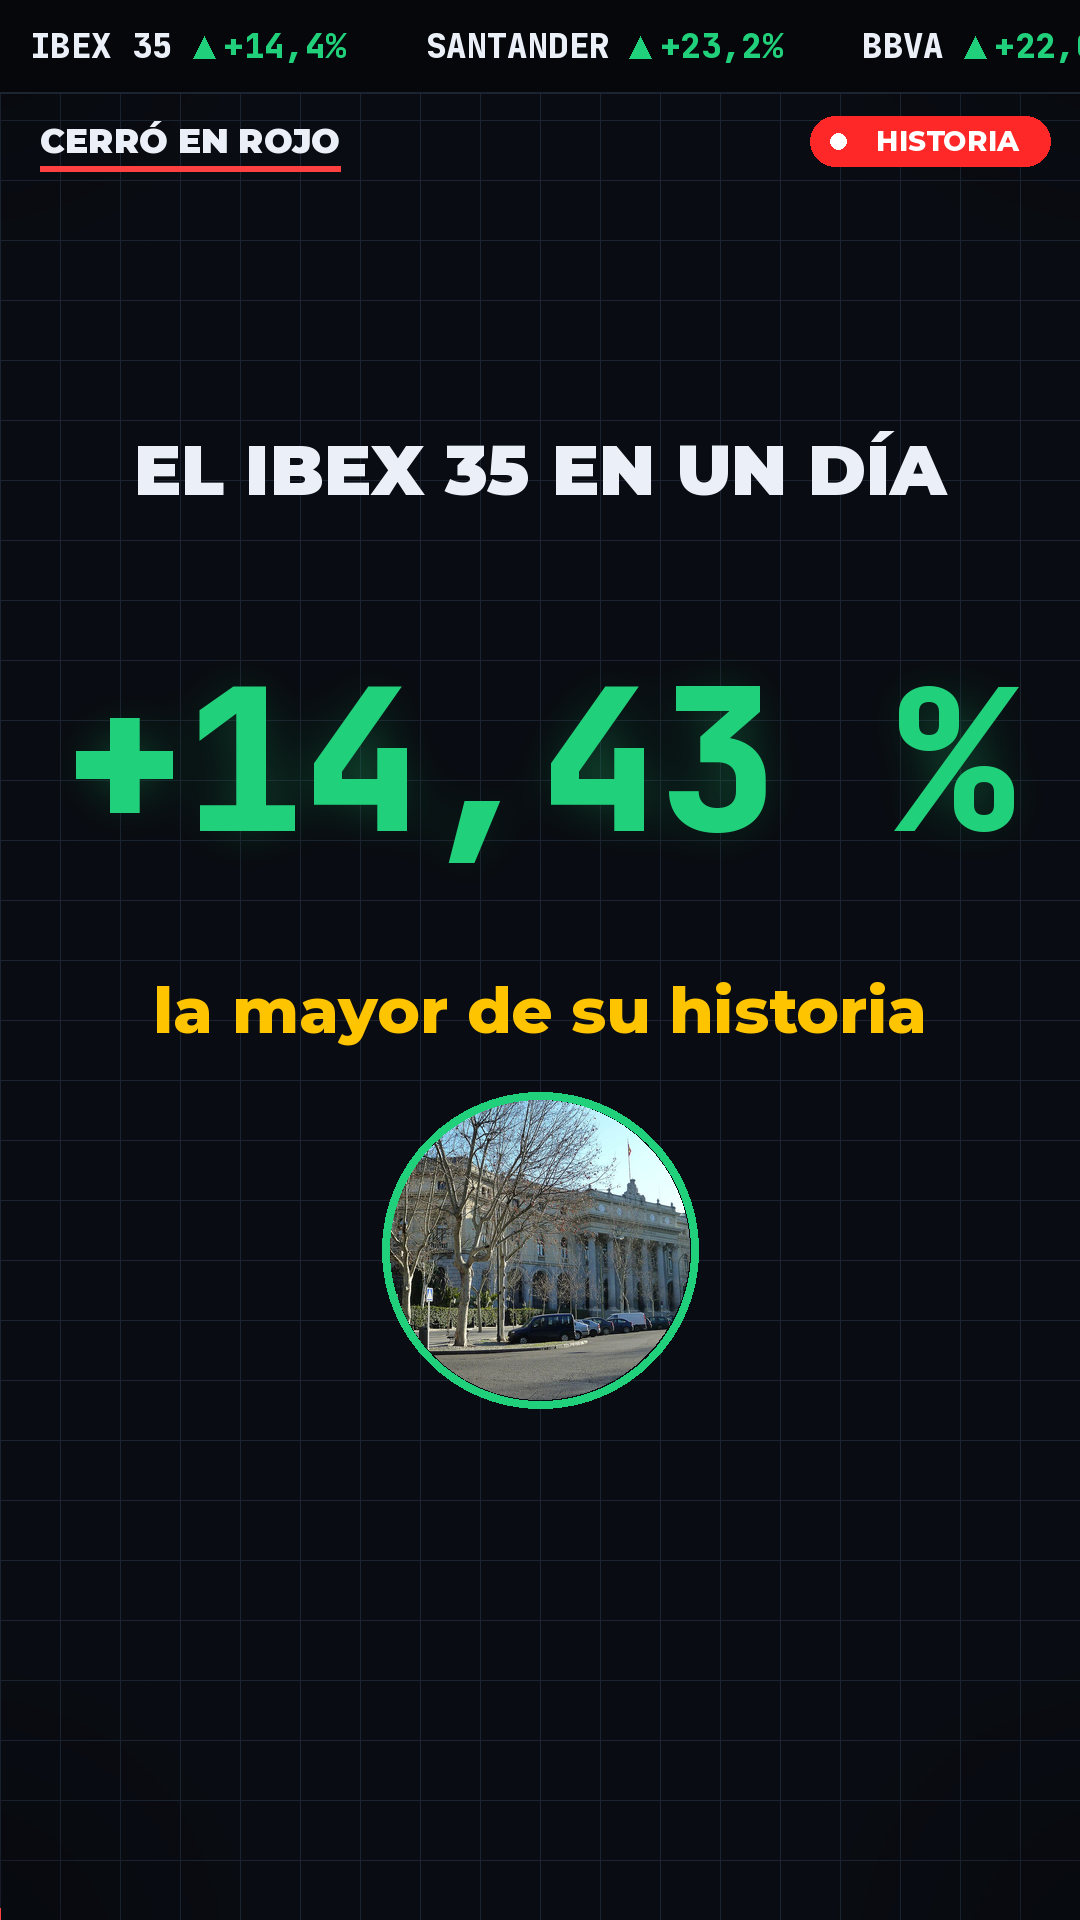 IBEX 35 ▲+14,4% SANTANDER ▲+23,2% BBVA ▲+22,
CERRÓ EN ROJO
HISTORIA
EL IBEX 35 EN UN DÍA
+14,43 %
la mayor de su historia